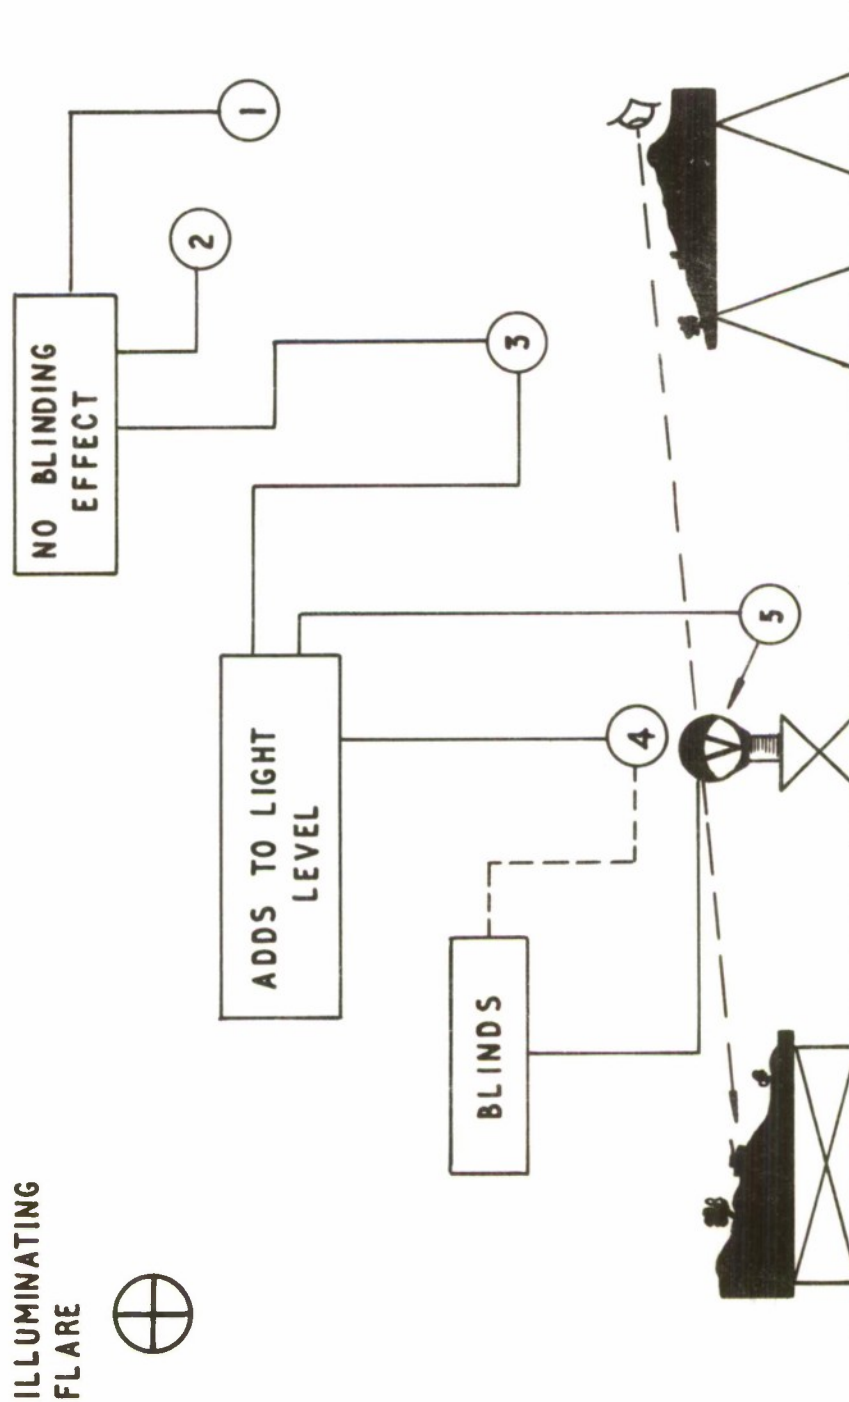 ILLUMINATING
FLARE
NO BLINDING
EFFECT
1
2
3
ADDS TO LIGHT
LEVEL
4
5
BLINDS